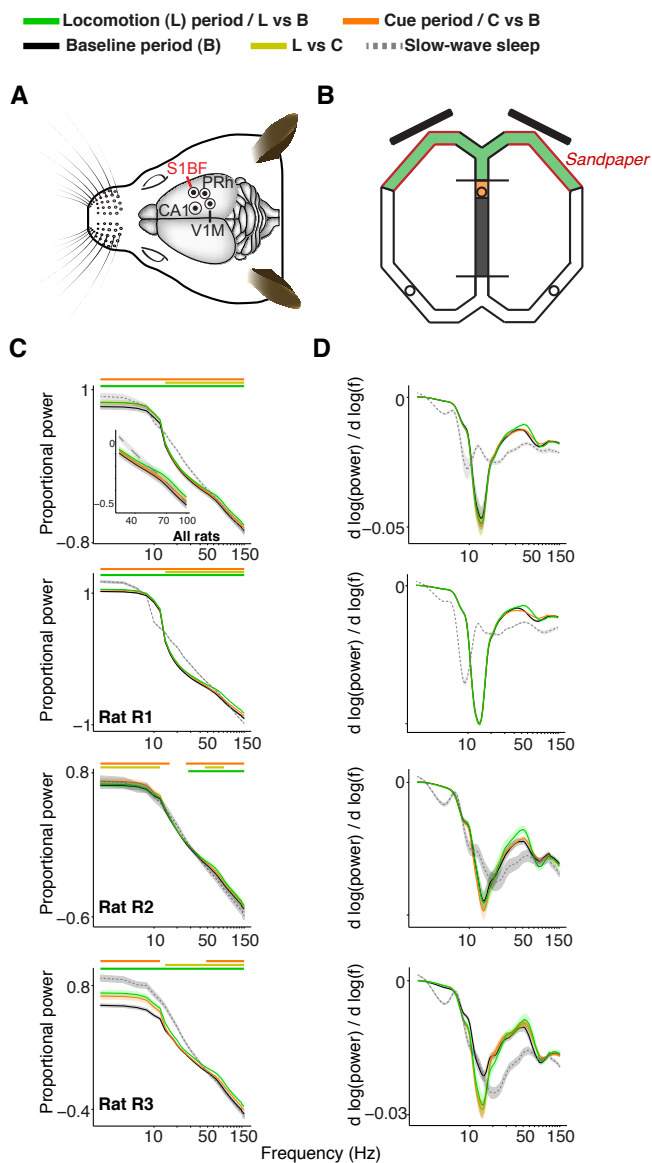 Locomotion (L) period / L vs B
Cue period / C vs B
Baseline period (B)
L vs C
Slow-wave sleep
A
S1BF
PRh
CA1
V1M
B
Sandpaper
C
Proportional power
1
−0.8
0
−0.5
40 70 100
All rats
10 50 150
D
d log(power) / d log(f)
0
−0.05
10 50 150
Proportional power
1
−1
Rat R1
10 50 150
d log(power) / d log(f)
0
10 50 150
Proportional power
0.8
−0.6
Rat R2
10 50 150
d log(power) / d log(f)
0
10 50 150
Proportional power
0.8
−0.4
Rat R3
10 50 150
d log(power) / d log(f)
0
−0.03
10 50 150
Frequency (Hz)